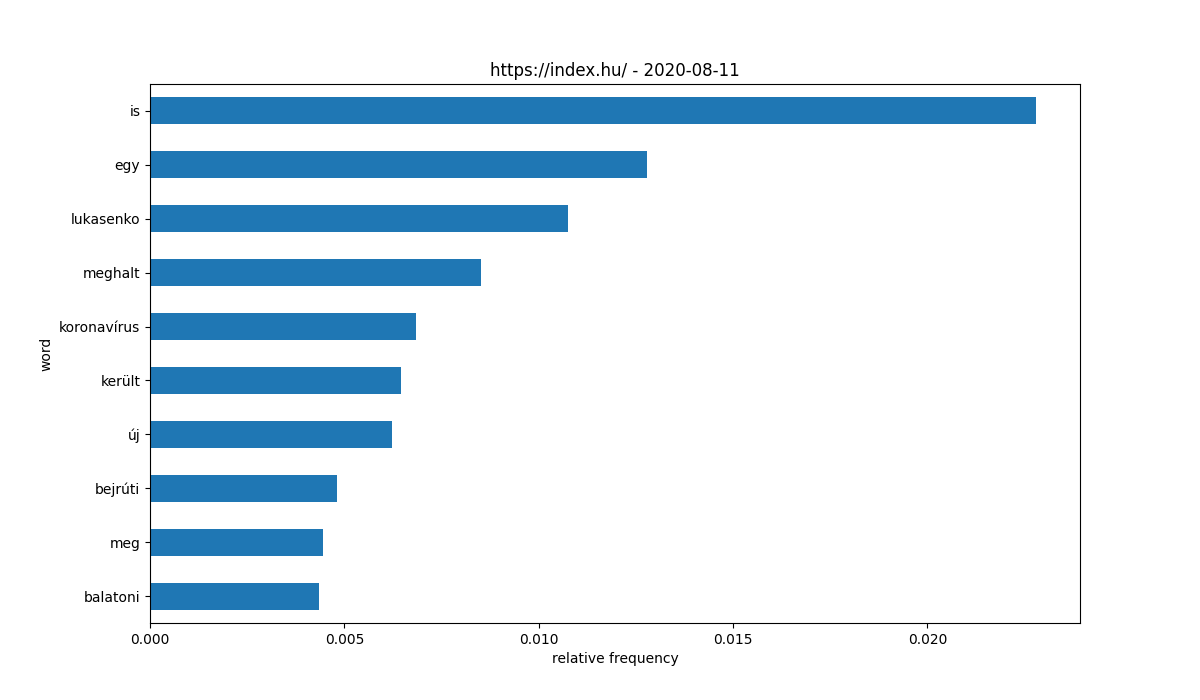 https://index.hu/ - 2020-08-11
is
egy
lukasenko
meghalt
koronavírus
került
új
bejrúti
meg
balatoni
word
0.000 0.005 0.010 0.015 0.020
relative frequency